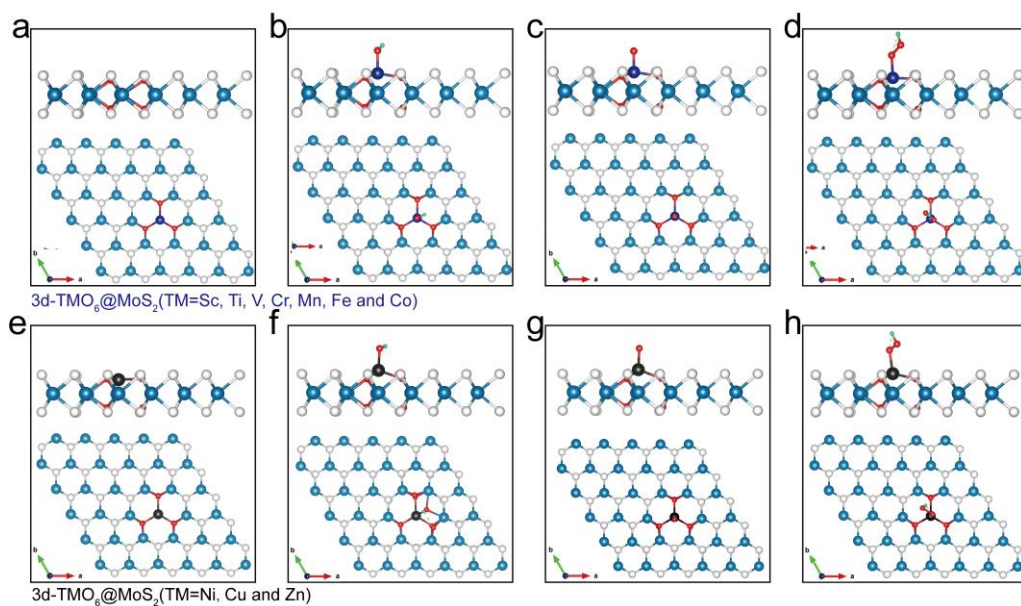 a
b
c
d
b
a
b
a
b
a
b
a
3d-TMO₆@MoS₂(TM=Sc, Ti, V, Cr, Mn, Fe and Co)
e
f
g
h
b
a
b
a
b
a
b
a
3d-TMO₆@MoS₂(TM=Ni, Cu and Zn)